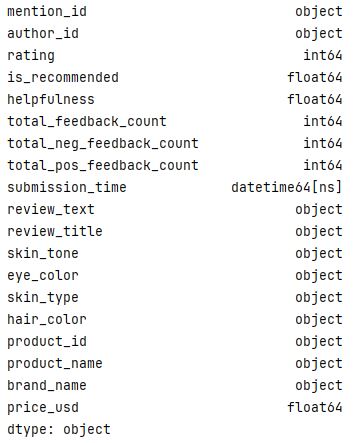 mention_id object
author_id object
rating int64
is_recommended float64
helpfulness float64
total_feedback_count int64
total_neg_feedback_count int64
total_pos_feedback_count int64
submission_time datetime64[ns]
review_text object
review_title object
skin_tone object
eye_color object
skin_type object
hair_color object
product_id object
product_name object
brand_name object
price_usd float64
dtype: object